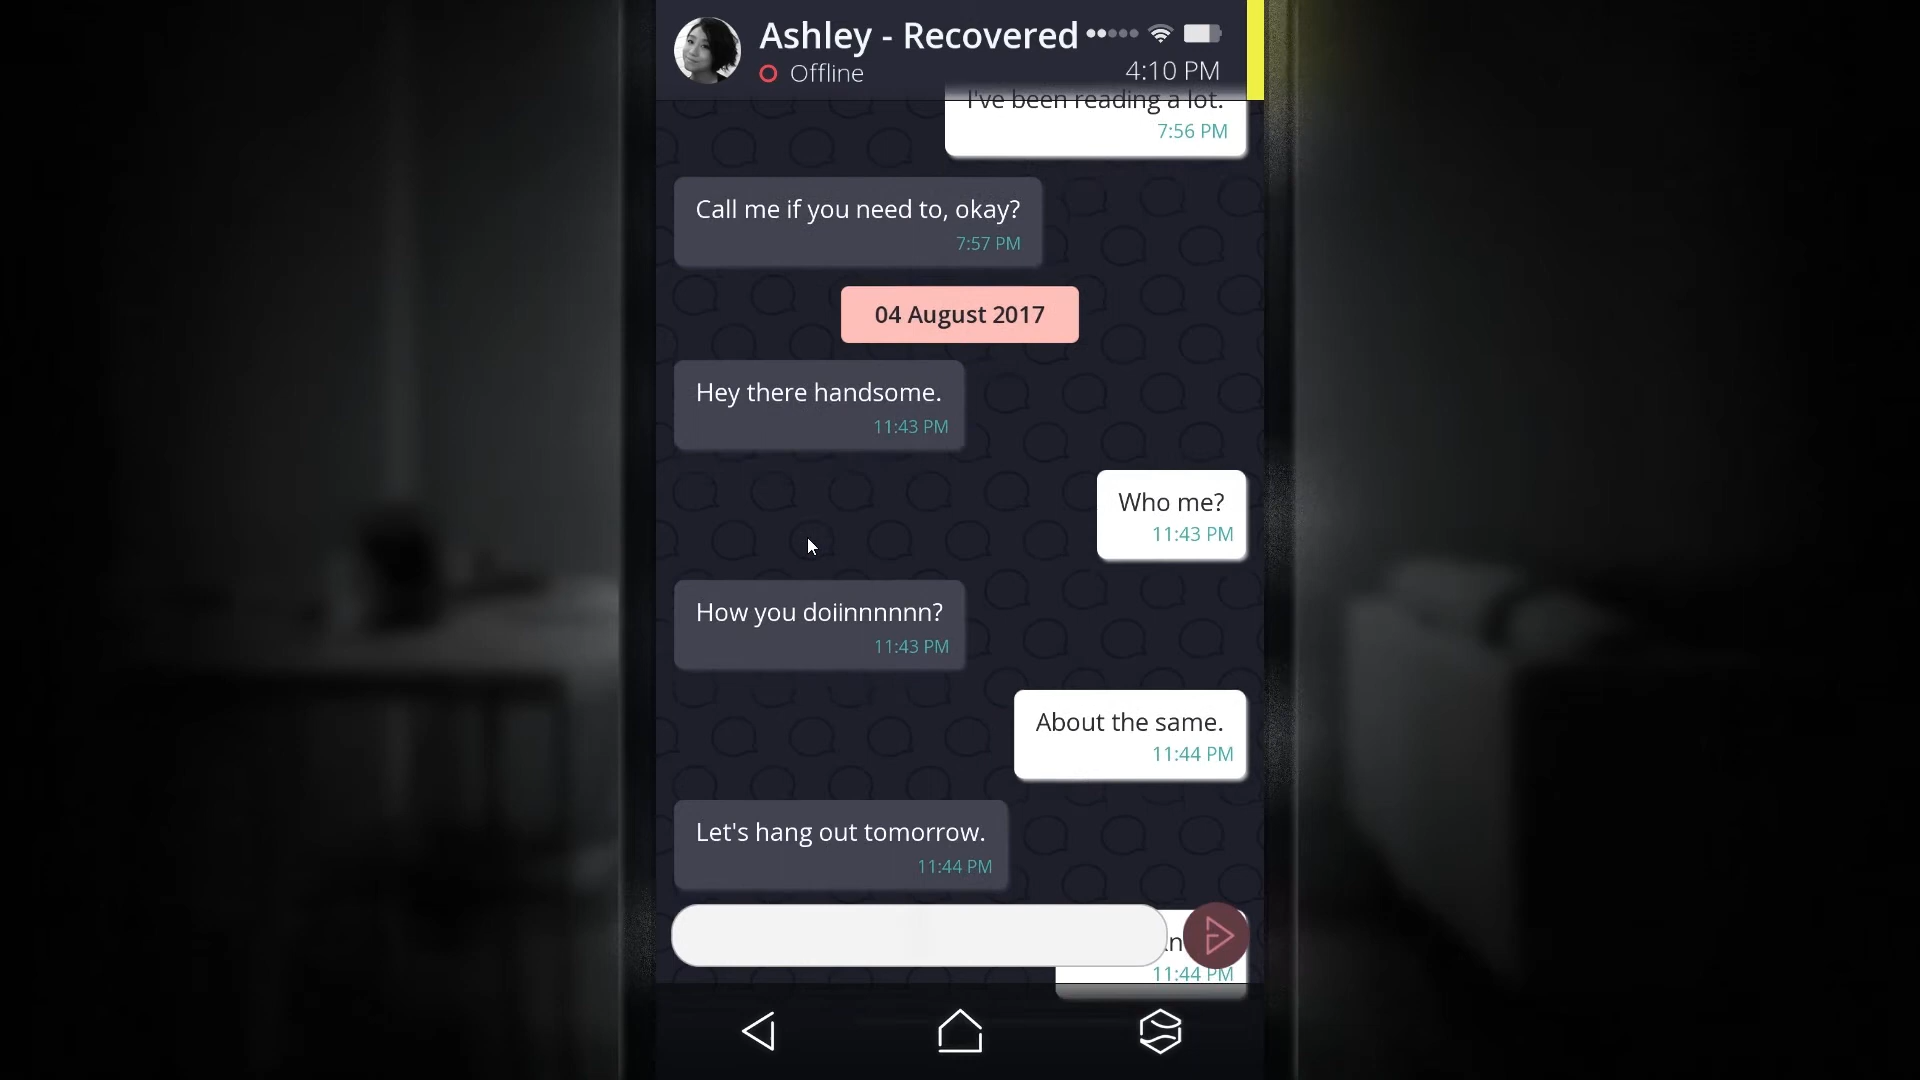 Ashley - Recovered
Offline
4:10 PM
I've been reading a lot.
7:56 PM
Call me if you need to, okay?
7:57 PM
04 August 2017
Hey there handsome.
11:43 PM
Who me?
11:43 PM
How you doiinnnnnn?
11:43 PM
About the same.
11:44 PM
Let's hang out tomorrow.
11:44 PM
11:44 PM